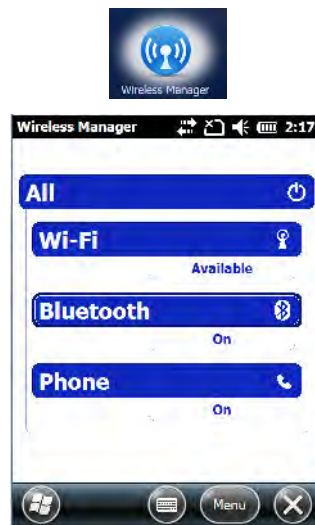 Wireless Manager
Wireless Manager 2:17
All
Wi-Fi
Available
Bluetooth
On
Phone
On
Menu